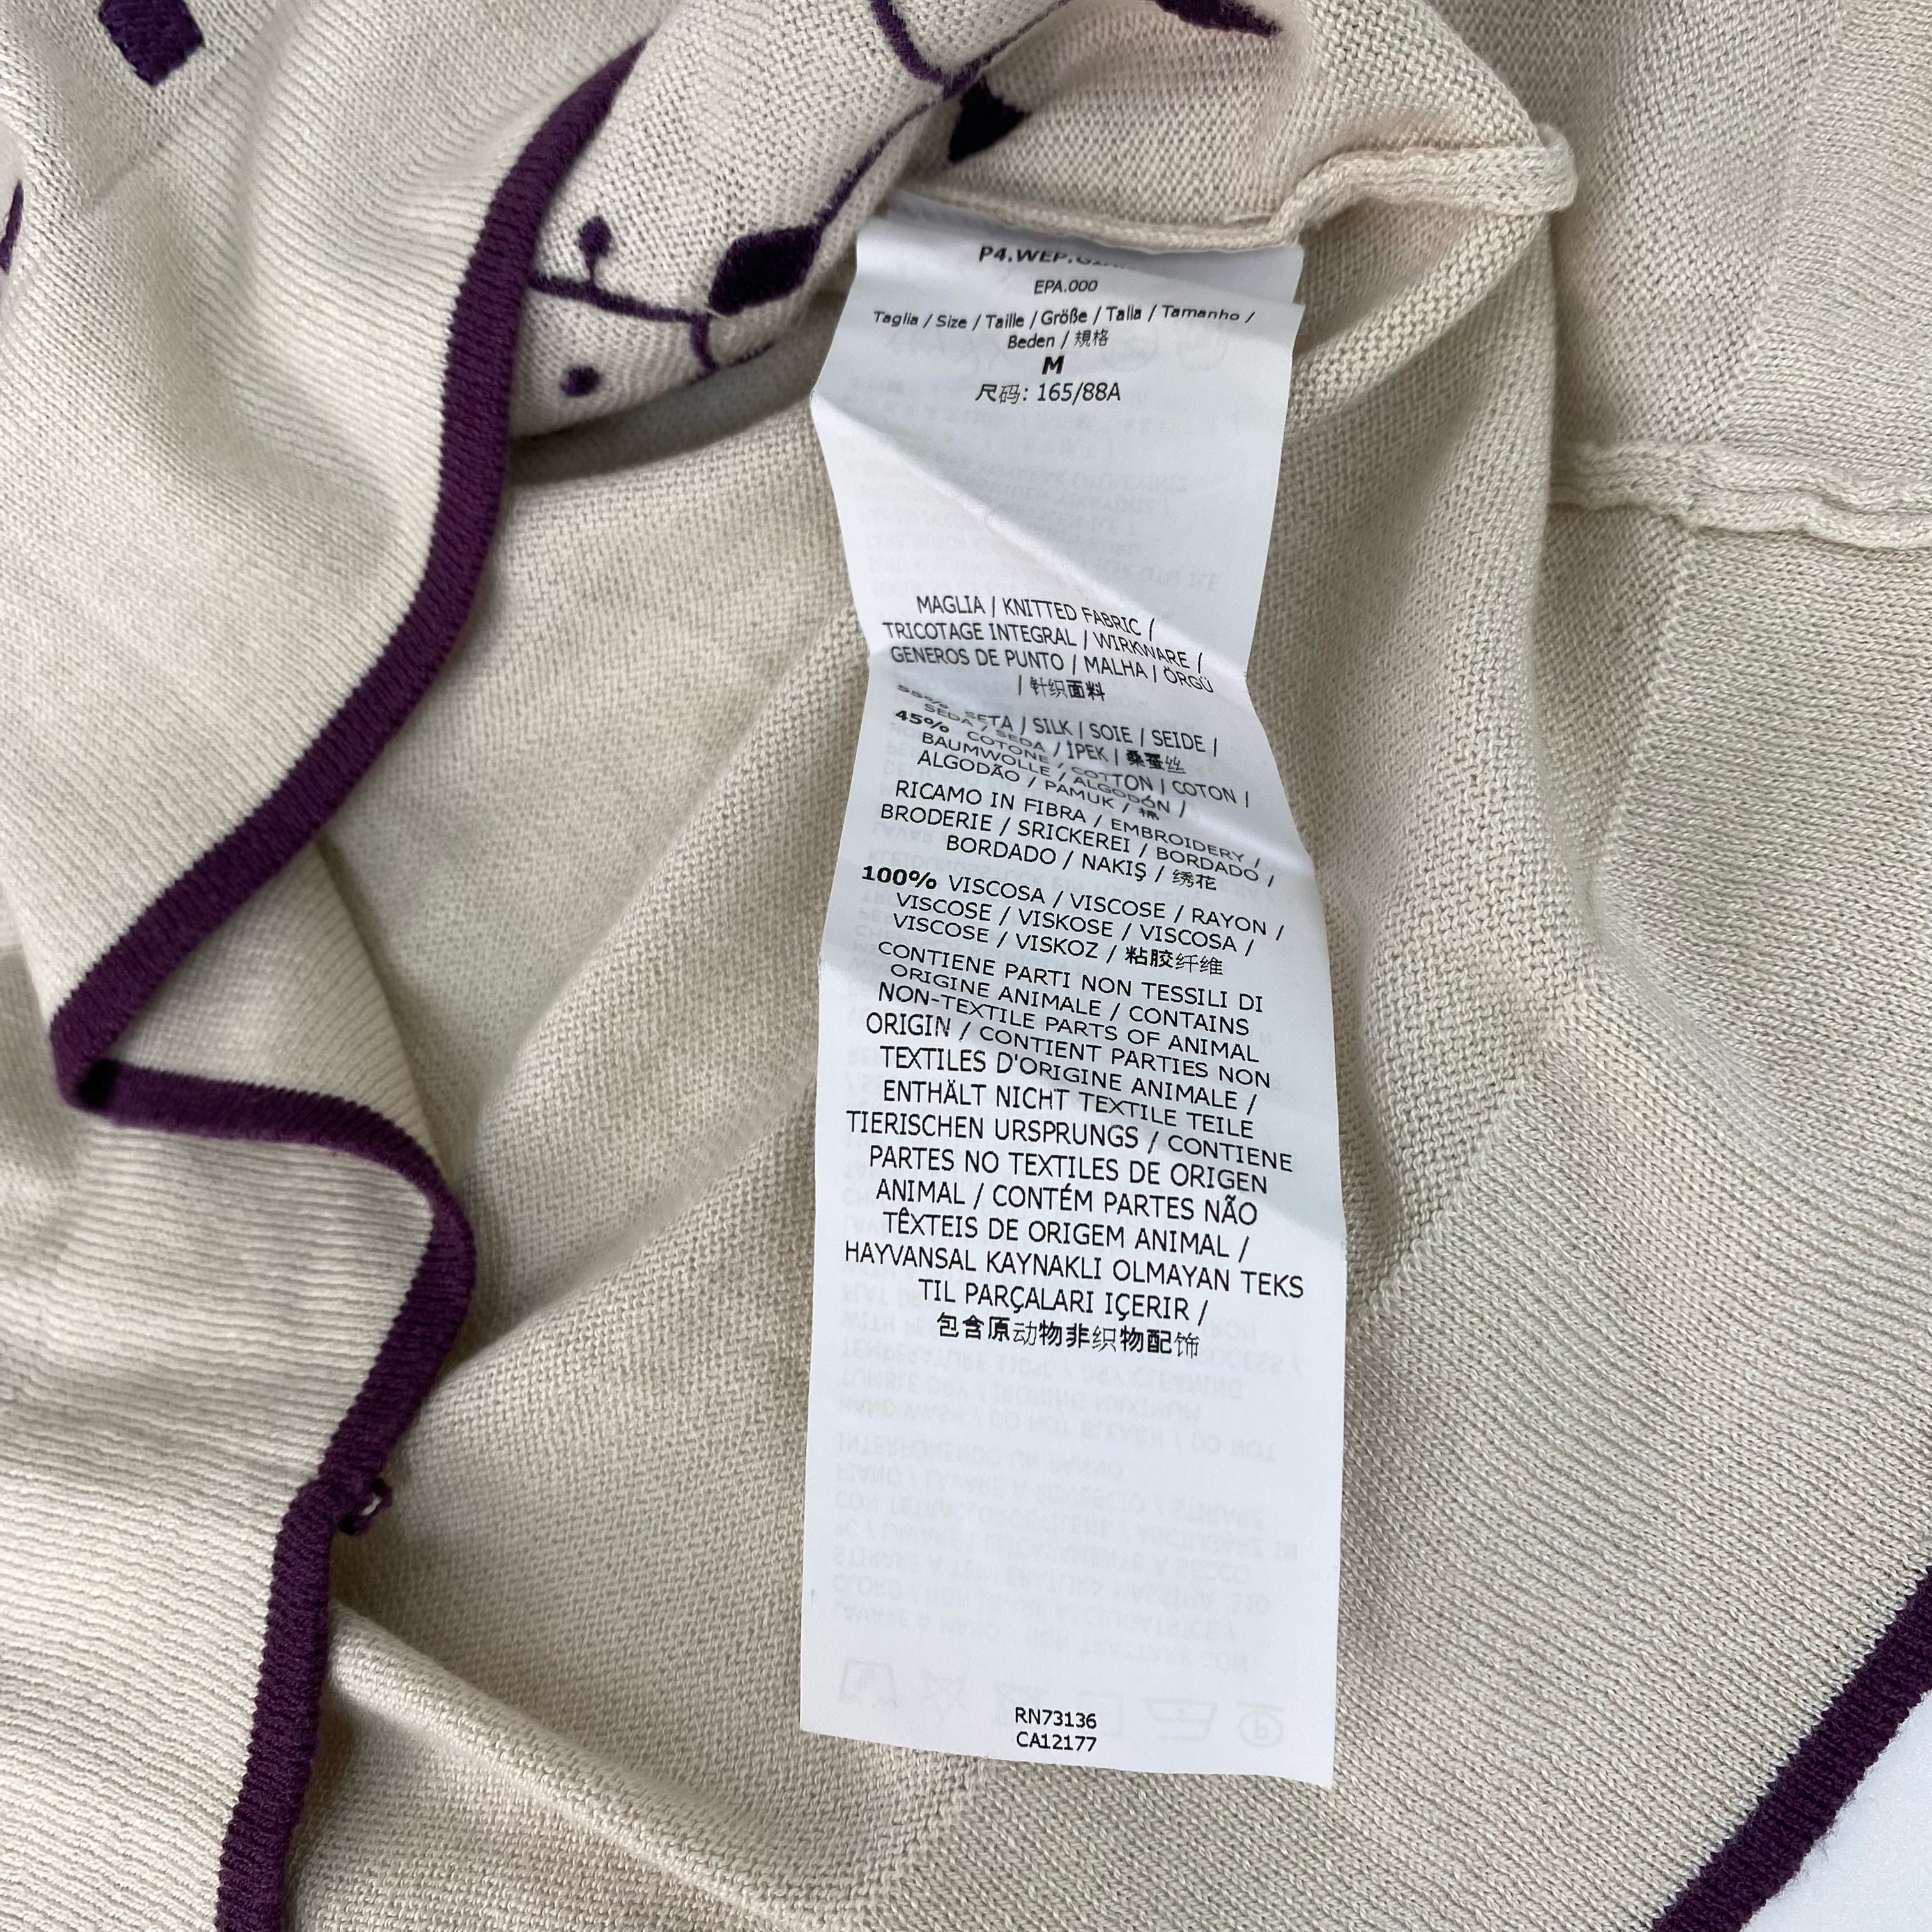 P4.WEP.
EPA.000
Taglia / Size / Taille / Größe / Talla / Tamanho /
Beden / 規格
M
尺码: 165/88A
MAGLIA / KNITTED FABRIC /
TRICOTAGE INTEGRAL / WIRKWARE /
GENEROS DE PUNTO / MALHA / ÖRGÜ
/ 针织面料
55% SETA / SILK / SOIE / SEIDE /
SEDA / SEDA / İPEK / 桑蚕丝
45% COTONE / COTTON / COTON /
BAUMWOLLE / ALGODÓN /
ALGODÃO / PAMUK / 棉
RICAMO IN FIBRA / EMBROIDERY /
BRODERIE / SRICKEREI / BORDADO /
BORDADO / NAKIŞ / 绣花
100% VISCOSA / VISCOSE / RAYON /
VISCOSE / VISKOSE / VISCOSA /
VISCOSE / VISKOZ / 粘胶纤维
CONTIENE PARTI NON TESSILI DI
ORIGINE ANIMALE / CONTAINS
NON-TEXTILE PARTS OF ANIMAL
ORIGIN / CONTIENT PARTIES NON
TEXTILES D'ORIGINE ANIMALE /
ENTHÄLT NICHT TEXTILE TEILE
TIERISCHEN URSPRUNGS / CONTIENE
PARTES NO TEXTILES DE ORIGEN
ANIMAL / CONTÉM PARTES NÃO
TÊXTEIS DE ORIGEM ANIMAL /
HAYVANSAL KAYNAKLI OLMAYAN TEKS
TIL PARÇALARI IÇERIR /
包含原动物非织物配饰
RN73136
CA12177